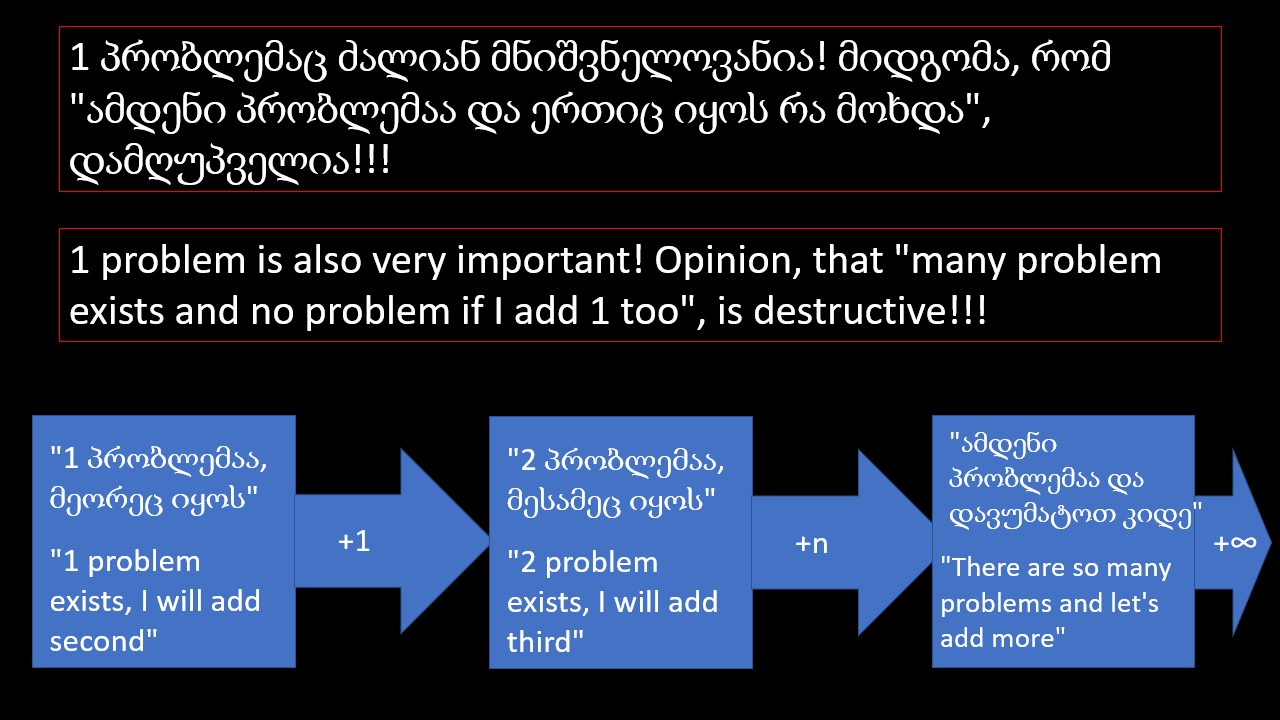 1 პრობლემაც ძალიან მნიშვნელოვანია! მიდგომა, რომ
"ამდენი პრობლემაა და ერთიც იყოს რა მოხდა",
დამღუპველია!!!
1 problem is also very important! Opinion, that "many problem
exists and no problem if I add 1 too", is destructive!!!
"1 პრობლემაა,
მეორეც იყოს"
"1 problem
exists, I will add
second"
+1
"2 პრობლემაა,
მესამეც იყოს"
"2 problem
exists, I will add
third"
+n
"ამდენი
პრობლემაა და
დავუმატოთ კიდე"
"There are so many
problems and let's
add more"
+∞